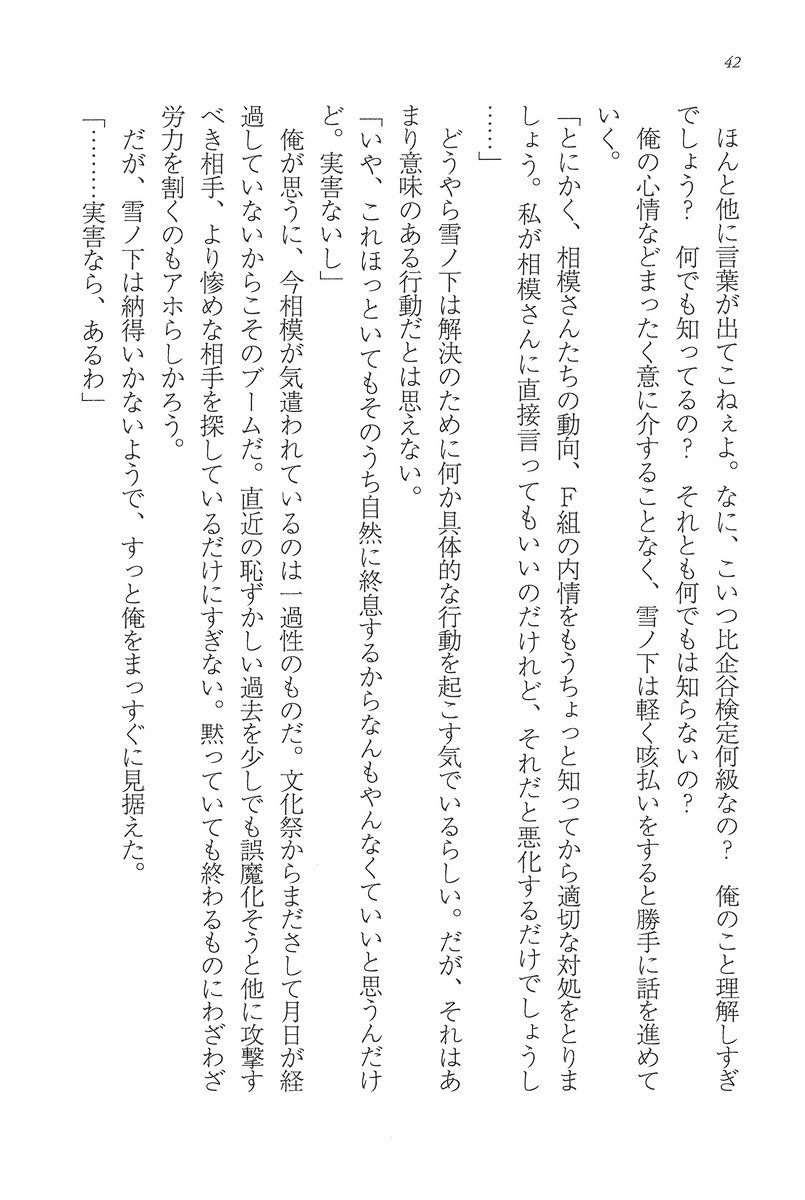 42
　ほんと他に言葉が出てこねぇよ。なに、こいつ比企谷検定何級なの？　俺のこと理解しすぎ
でしょう？　何でも知ってるの？　それとも何でもは知らないの？
　俺の心情などまったく意に介することなく、雪ノ下は軽く咳払いをすると勝手に話を進めて
いく。
「とにかく、相模さんたちの動向、Ｆ組の内情をもうちょっと知ってから適切な対処をとりま
しょう。私が相模さんに直接言ってもいいのだけれど、それだと悪化するだけでしょうし
……」
　どうやら雪ノ下は解決のために何か具体的な行動を起こす気でいるらしい。だが、それはあ
まり意味のある行動だとは思えない。
「いや、これほっといてもそのうち自然に終息するからなんもやんなくていいと思うんだけ
ど。実害ないし」
　俺が思うに、今相模が気遣われているのは一過性のものだ。文化祭からまださして月日が経
過していないからこそのブームだ。直近の恥ずかしい過去を少しでも誤魔化そうと他に攻撃す
べき相手、より惨めな相手を探しているだけにすぎない。黙っていても終わるものにわざわざ
労力を割くのもアホらしかろう。
　だが、雪ノ下は納得いかないようで、すっと俺をまっすぐに見据えた。
「………実害なら、あるわ」